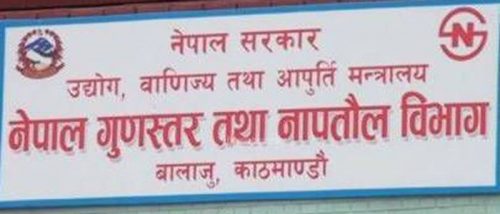 नेपाल सरकार
उद्योग, वाणिज्य तथा आपुर्ति मन्त्रालय
नेपाल गुणस्तर तथा नापतौल विभाग
बालाजु, काठमाण्डौ